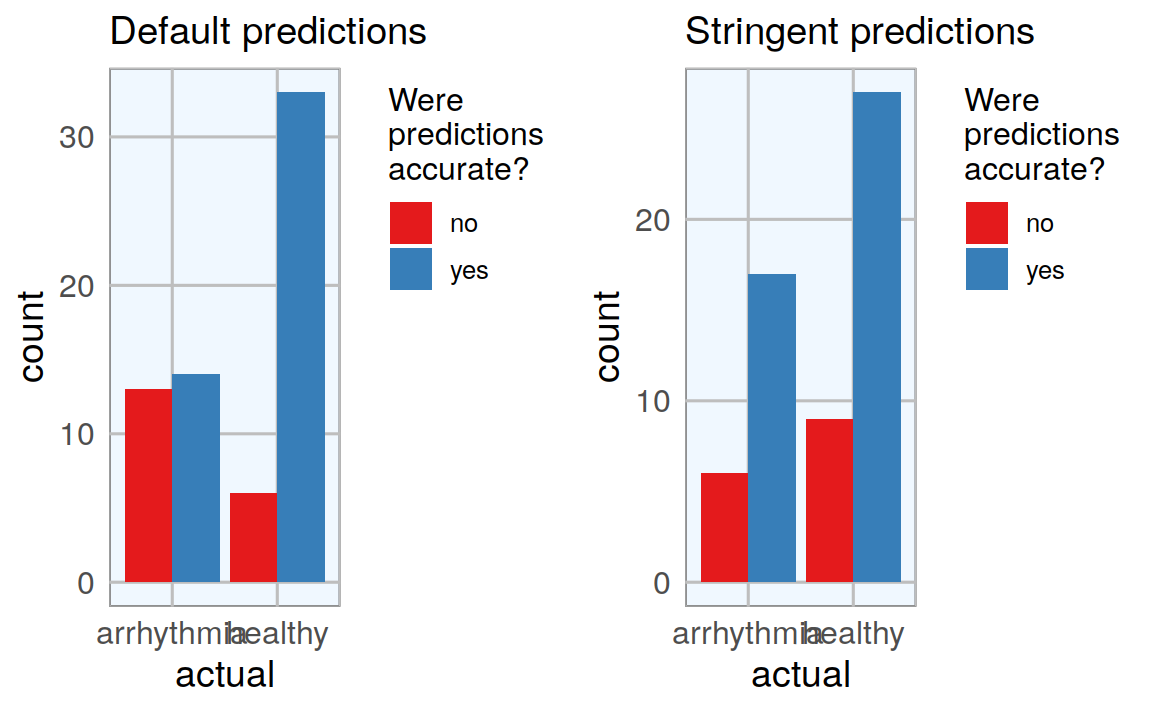 Default predictions
30
20
10
0
count
arrhythmia
healthy
actual
Were
predictions
accurate?
no
yes
Stringent predictions
20
10
0
count
arrhythmia
healthy
actual
Were
predictions
accurate?
no
yes